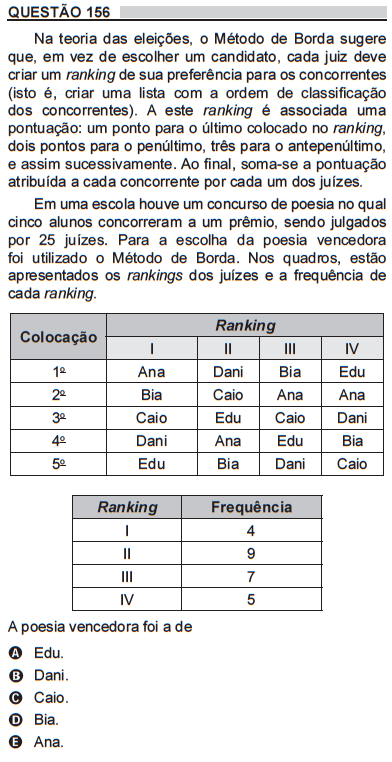 QUESTÃO 156
Na teoria das eleições, o Método de Borda sugere
que, em vez de escolher um candidato, cada juiz deve
criar um ranking de sua preferência para os concorrentes
(isto é, criar uma lista com a ordem de classificação
dos concorrentes). A este ranking é associada uma
pontuação: um ponto para o último colocado no ranking,
dois pontos para o penúltimo, três para o antepenúltimo,
e assim sucessivamente. Ao final, soma-se a pontuação
atribuída a cada concorrente por cada um dos juízes.
Em uma escola houve um concurso de poesia no qual
cinco alunos concorreram a um prêmio, sendo julgados
por 25 juízes. Para a escolha da poesia vencedora
foi utilizado o Método de Borda. Nos quadros, estão
apresentados os rankings dos juízes e a frequência de
cada ranking.
Colocação Ranking
I II III IV
1º Ana Dani Bia Edu
2º Bia Caio Ana Ana
3º Caio Edu Caio Dani
4º Dani Ana Edu Bia
5º Edu Bia Dani Caio
Ranking Frequência
I 4
II 9
III 7
IV 5
A poesia vencedora foi a de
A Edu.
B Dani.
C Caio.
D Bia.
E Ana.